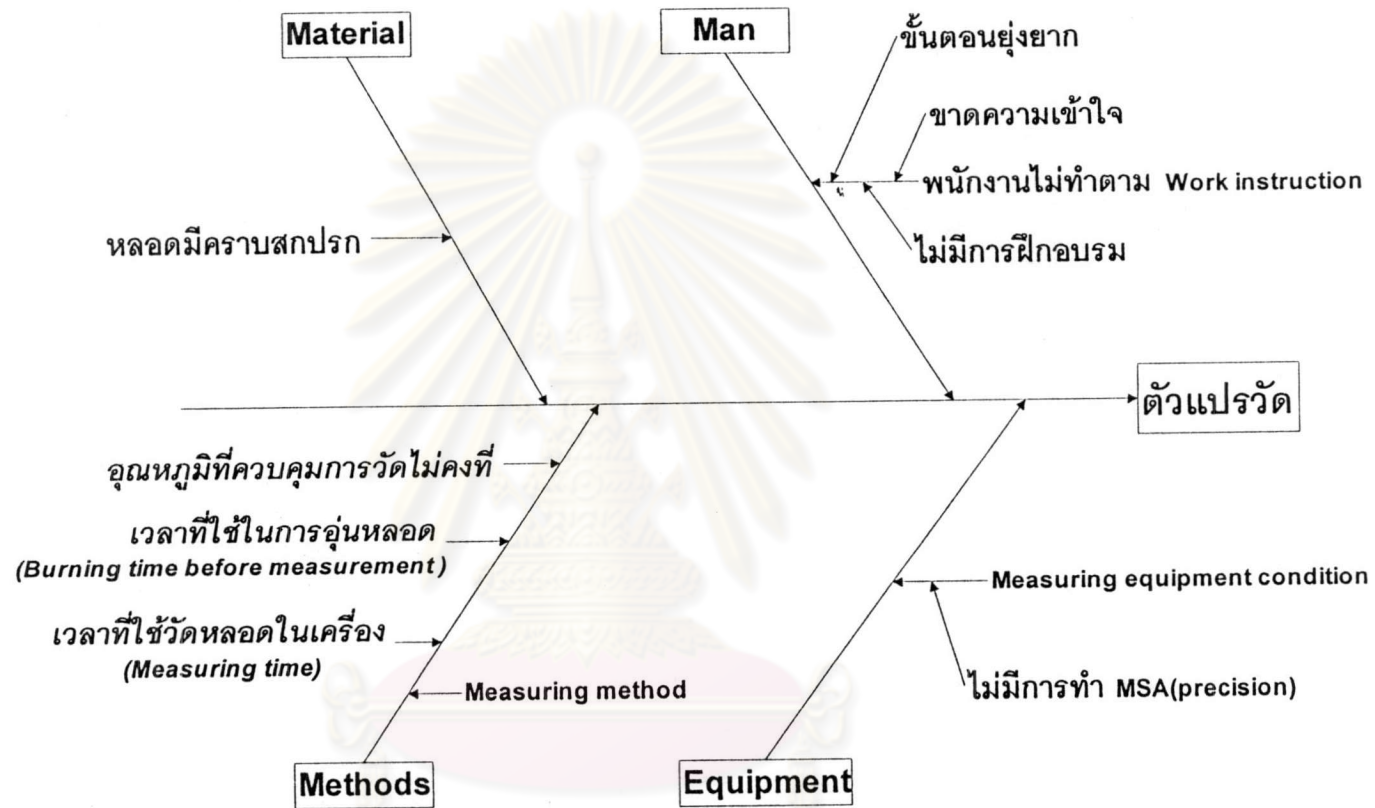 Material
Man
ขั้นตอนยุ่งยาก
ขาดความเข้าใจ
พนักงานไม่ทำตาม Work instruction
ไม่มีการฝึกอบรม
หลอดมีคราบสกปรก
ตัวแปรวัด
อุณหภูมิที่ควบคุมการวัดไม่คงที่
เวลาที่ใช้ในการอุ่นหลอด
(Burning time before measurement)
เวลาที่ใช้วัดหลอดในเครื่อง
(Measuring time)
Measuring method
Measuring equipment condition
ไม่มีการทำ MSA(precision)
Methods
Equipment